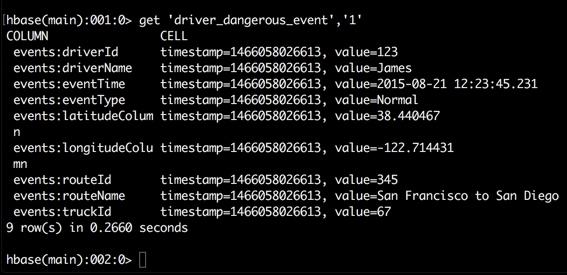 hbase(main):001:0> get 'driver_dangerous_event','1'
COLUMN CELL
events:driverId timestamp=1466058026613, value=123
events:driverName timestamp=1466058026613, value=James
events:eventTime timestamp=1466058026613, value=2015-08-21 12:23:45.231
events:eventType timestamp=1466058026613, value=Normal
events:latitudeColum timestamp=1466058026613, value=38.440467
n
events:longitudeColu timestamp=1466058026613, value=-122.714431
mn
events:routeId timestamp=1466058026613, value=345
events:routeName timestamp=1466058026613, value=San Francisco to San Diego
events:truckId timestamp=1466058026613, value=67
9 row(s) in 0.2660 seconds
hbase(main):002:0>